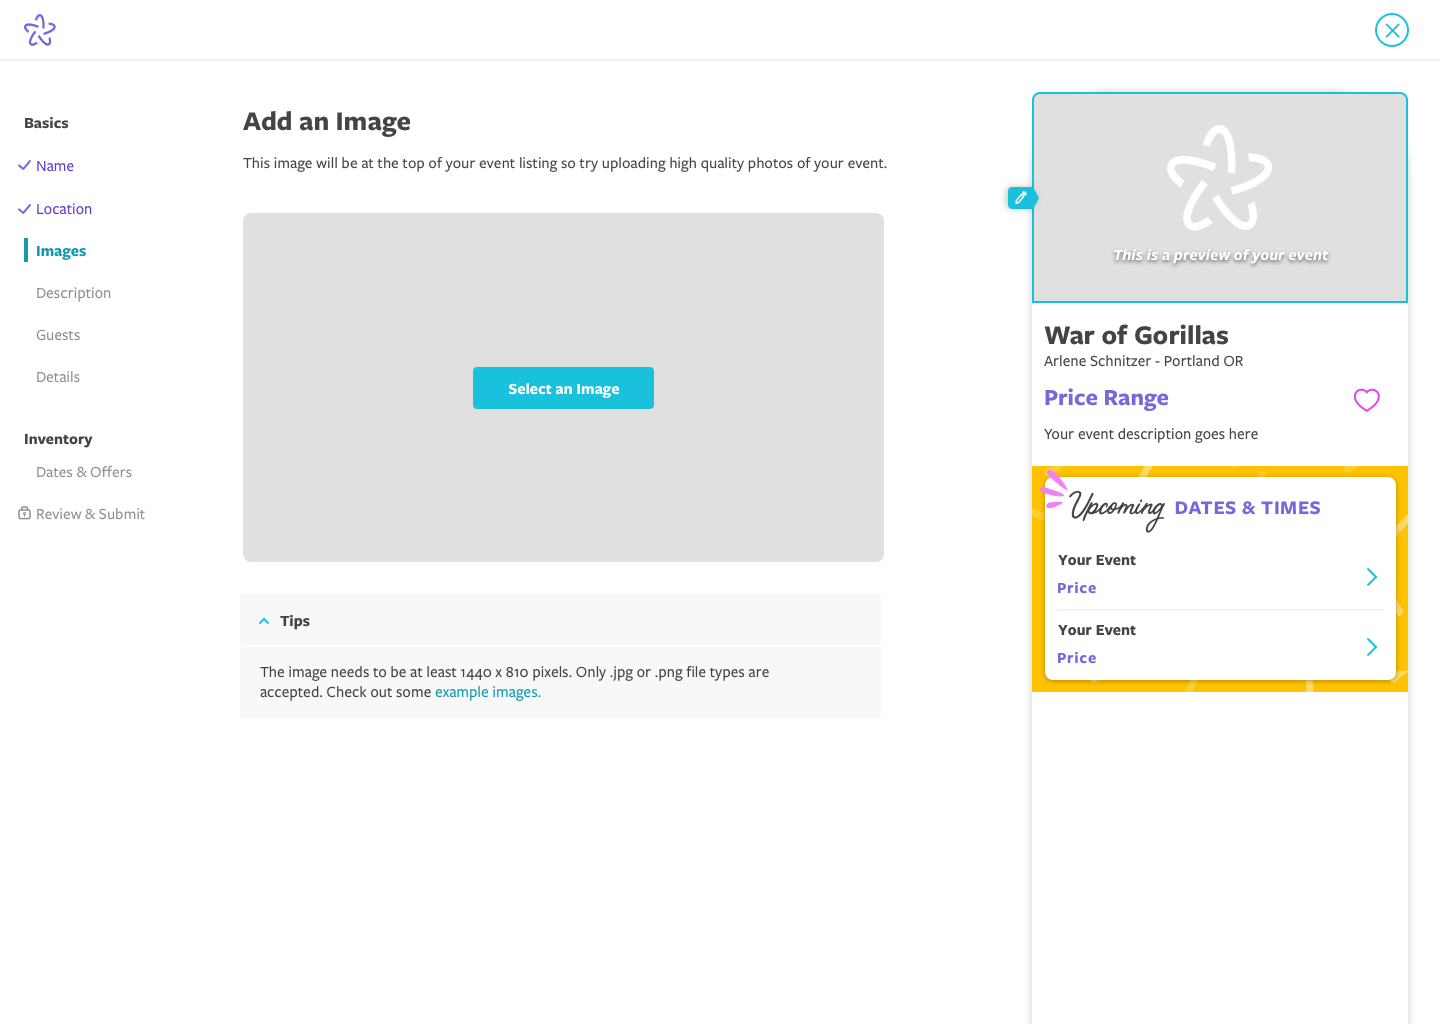 Basics
Name
Location
Images
Description
Guests
Details
Inventory
Dates & Offers
Review & Submit
Add an Image
This image will be at the top of your event listing so try uploading high quality photos of your event.
Select an Image
Tips
The image needs to be at least 1440 x 810 pixels. Only .jpg or .png file types are
accepted. Check out some example images.
This is a preview of your event
War of Gorillas
Arlene Schnitzer - Portland OR
Price Range
Your event description goes here
Upcoming DATES & TIMES
Your Event
Price
Your Event
Price